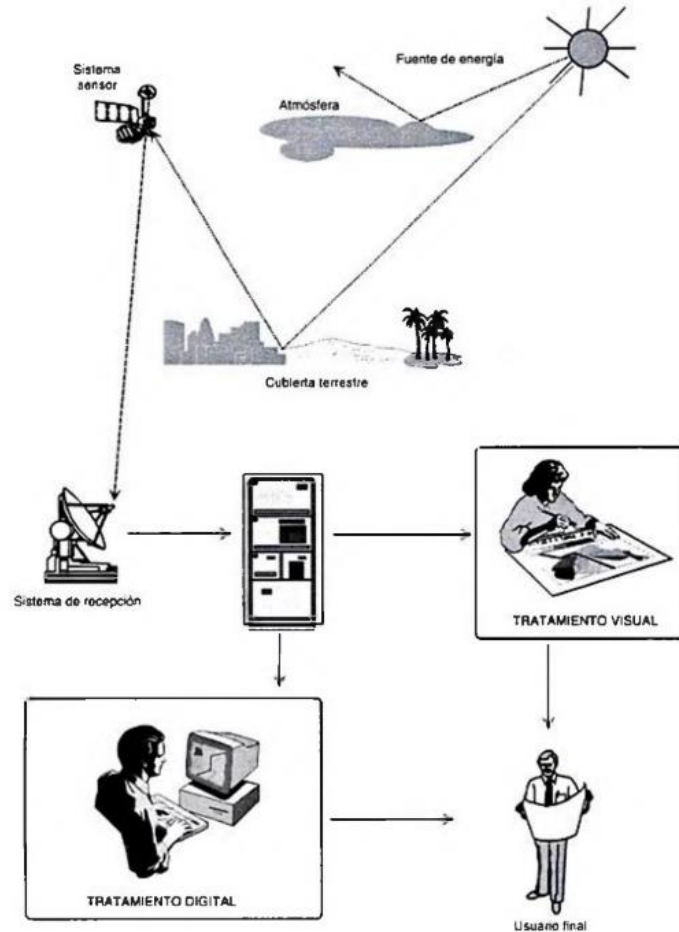 Sistema
sensor
Fuente de energía
Atmósfera
Cubierta terrestre
Sistema de recepción
TRATAMIENTO VISUAL
TRATAMIENTO DIGITAL
Usuario final